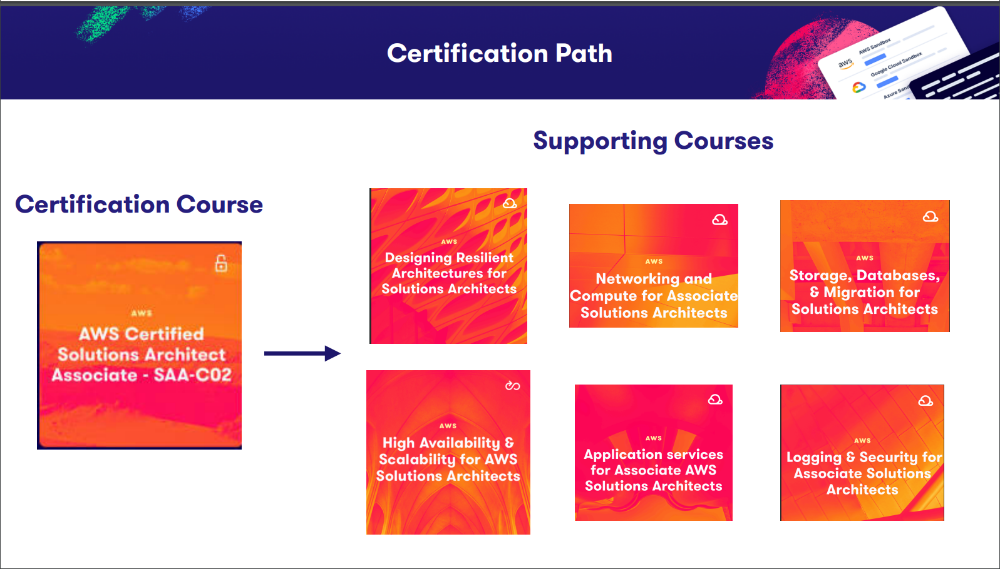 Certification Path
aws
AWS Sandbox
Google Cloud Sandbox
Supporting Courses
Certification Course
AWS
AWS Certified
Solutions Architect
Associate - SAA-C02
AWS
Designing Resilient
Architectures for
Solutions Architects
AWS
Networking and
Compute for Associate
Solutions Architects
AWS
Storage, Databases,
& Migration for
Solutions Architects
AWS
High Availability &
Scalability for AWS
Solutions Architects
AWS
Application services
for Associate AWS
Solutions Architects
AWS
Logging & Security for
Associate Solutions
Architects